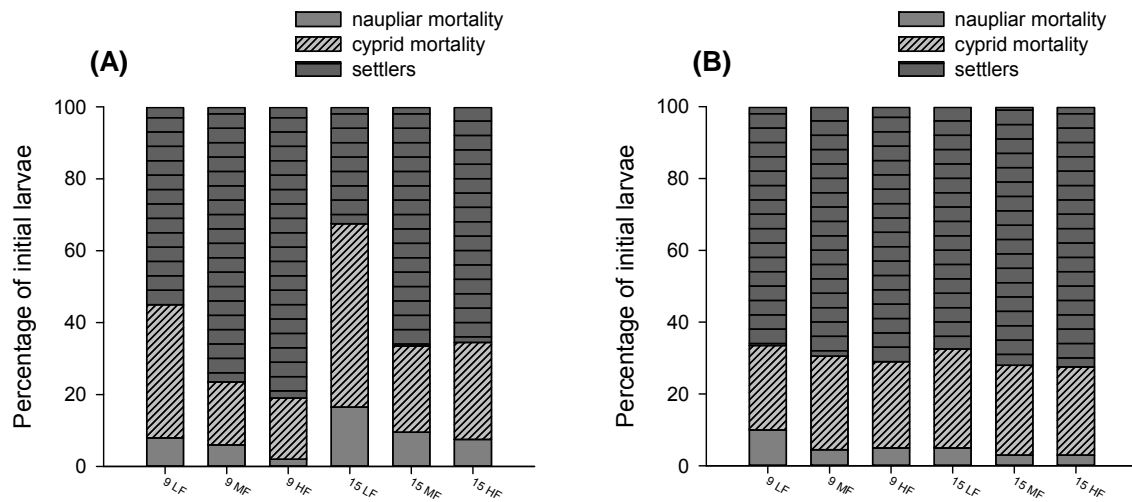 (A)
naupliar mortality
cyprid mortality
settlers
Percentage of initial larvae
100
80
60
40
20
0
9 LF
9 MF
9 HF
15 LF
15 MF
15 HF
(B)
naupliar mortality
cyprid mortality
settlers
Percentage of initial larvae
100
80
60
40
20
0
9 LF
9 MF
9 HF
15 LF
15 MF
15 HF